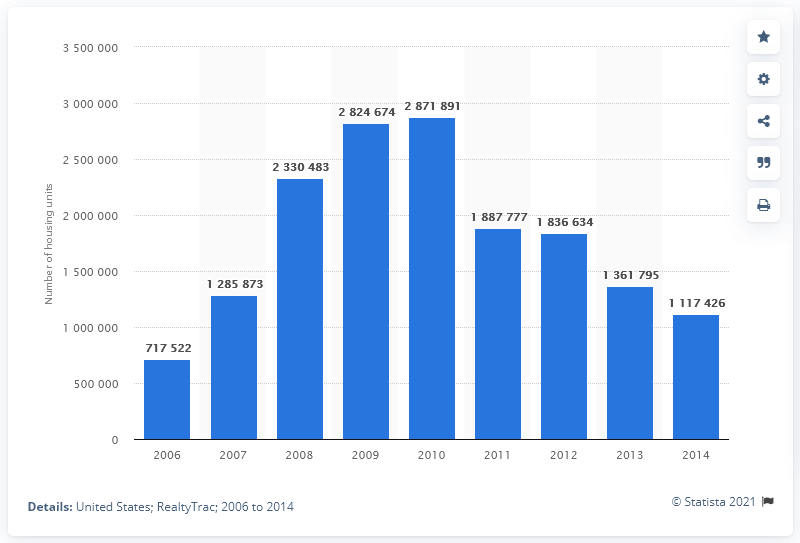 3 500 000
3 000 000
2 500 000
2 000 000
1 500 000
1 000 000
500 000
0
Number of housing units
717 522
1 285 873
2 330 483
2 824 674
2 871 891
1 887 777
1 836 634
1 361 795
1 117 426
2006 2007 2008 2009 2010 2011 2012 2013 2014
Details: United States; RealtyTrac; 2006 to 2014
© Statista 2021